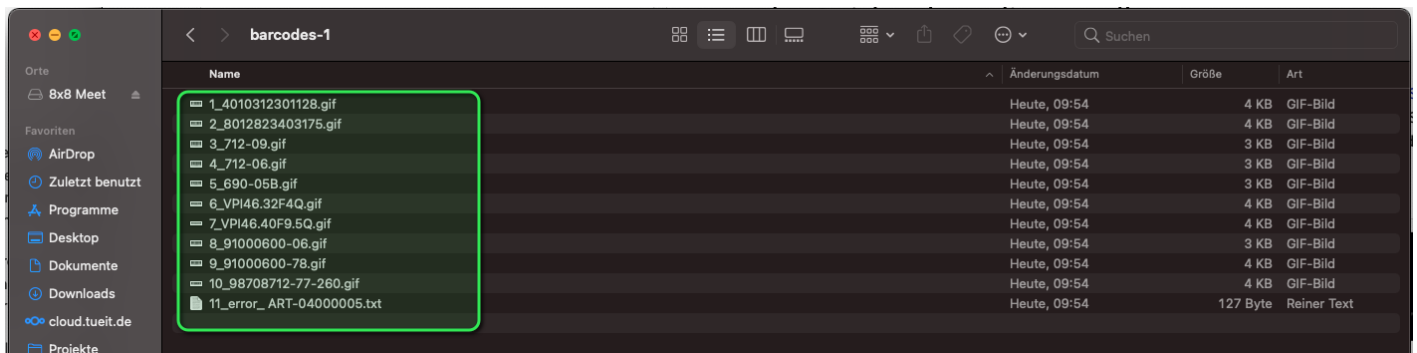 barcodes-1
Suchen
Orte
8x8 Meet
Favoriten
AirDrop
Zuletzt benutzt
Programme
Desktop
Dokumente
Downloads
cloud.tueit.de
Projekte
Name Änderungsdatum Größe Art
1_4010312301128.gif Heute, 09:54 4 KB GIF-Bild
2_8012823403175.gif Heute, 09:54 4 KB GIF-Bild
3_712-09.gif Heute, 09:54 3 KB GIF-Bild
4_712-06.gif Heute, 09:54 3 KB GIF-Bild
5_690-05B.gif Heute, 09:54 3 KB GIF-Bild
6_VPI46.32F4Q.gif Heute, 09:54 4 KB GIF-Bild
7_VPI46.40F9.5Q.gif Heute, 09:54 4 KB GIF-Bild
8_91000600-06.gif Heute, 09:54 3 KB GIF-Bild
9_91000600-78.gif Heute, 09:54 4 KB GIF-Bild
10_98708712-77-260.gif Heute, 09:54 4 KB GIF-Bild
11_error_ ART-04000005.txt Heute, 09:54 127 Byte Reiner Text